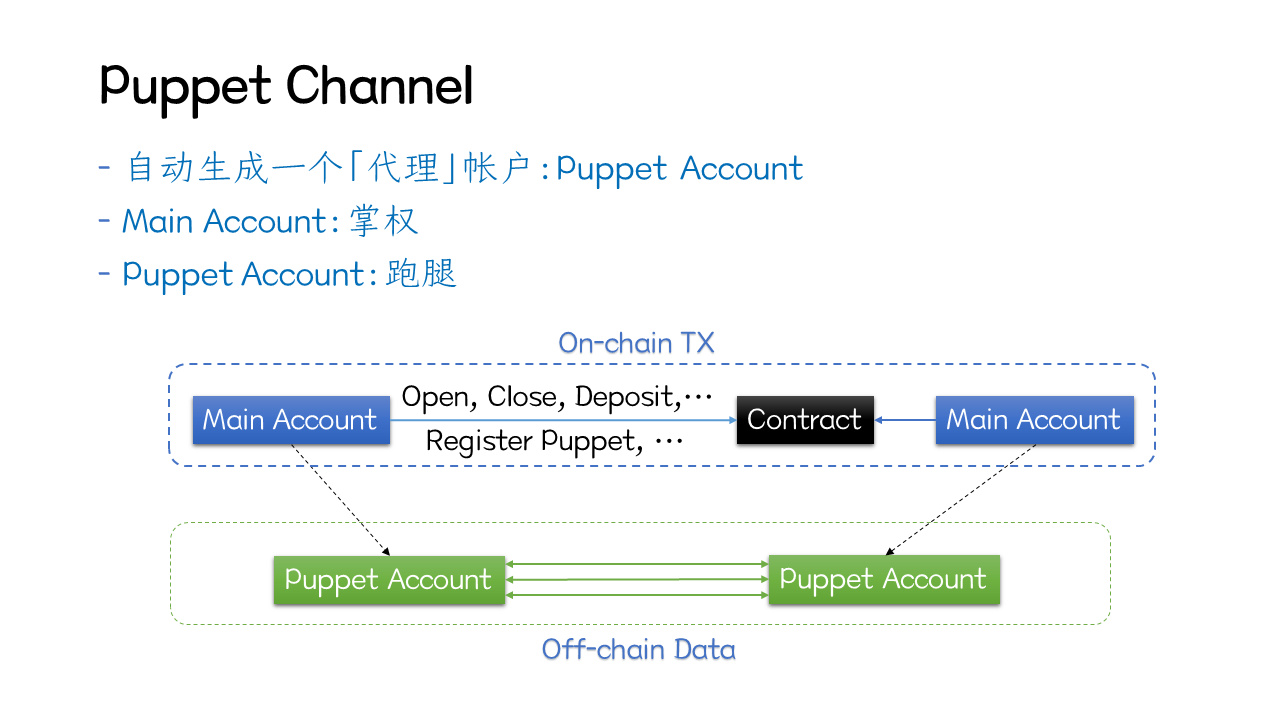 Puppet Channel
- 自动生成一个「代理」帐户: Puppet Account
- Main Account: 掌权
- Puppet Account: 跑腿
On-chain TX
Open, Close, Deposit,…
Main Account
Contract
Main Account
Register Puppet, …
Puppet Account
Puppet Account
Off-chain Data